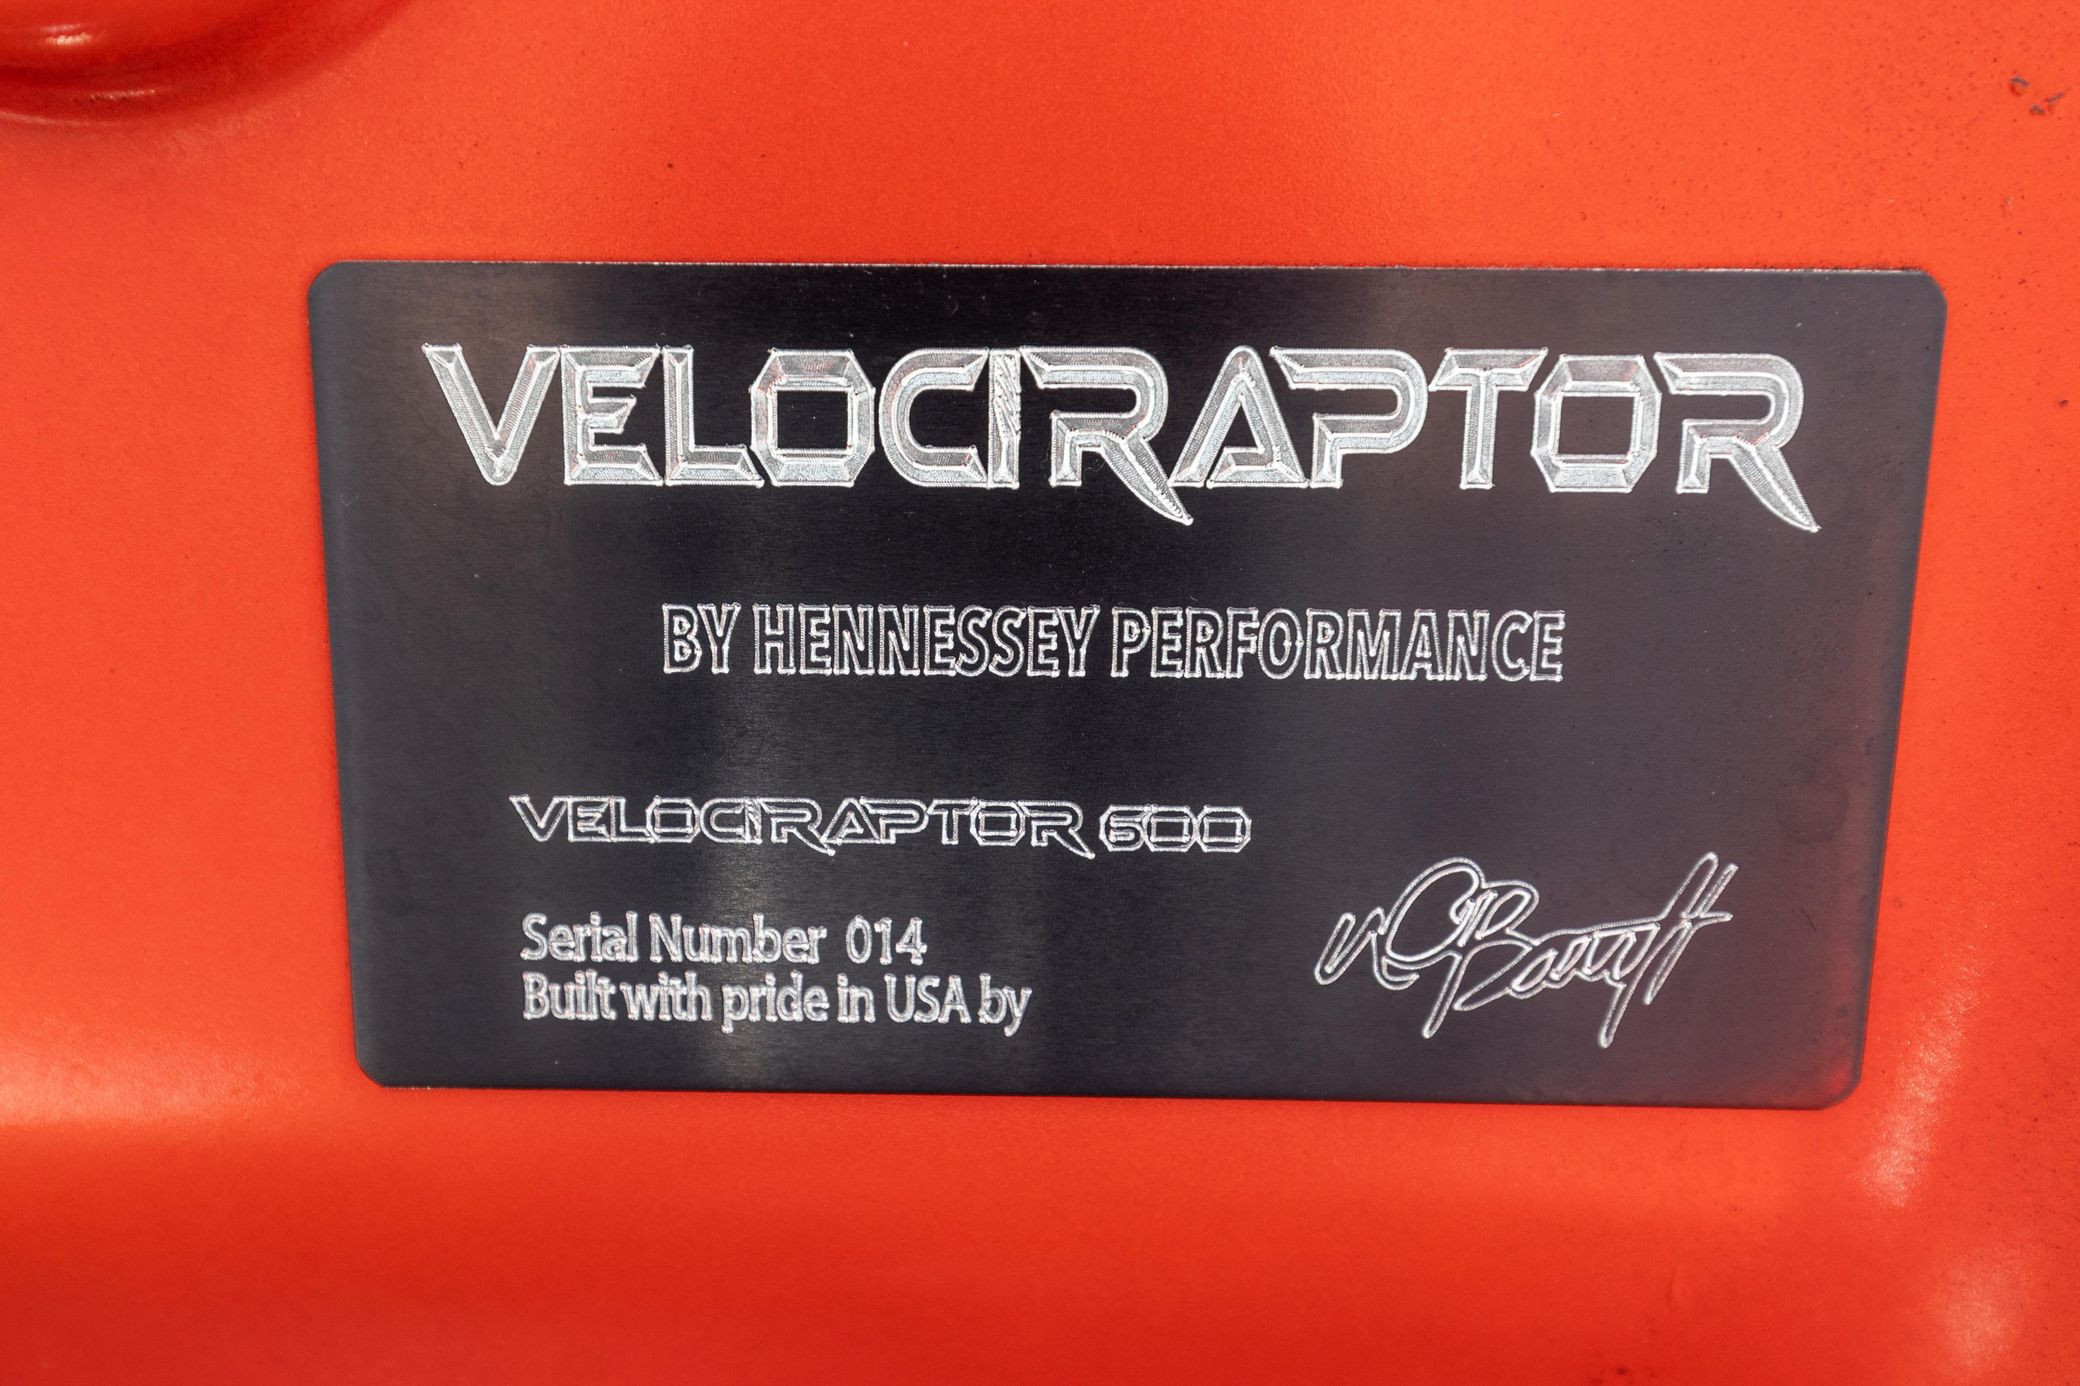 VELOCIRAPTOR
BY HENNESSEY PERFORMANCE
VELOCIRAPTOR 600
Serial Number 014
Built with pride in USA by